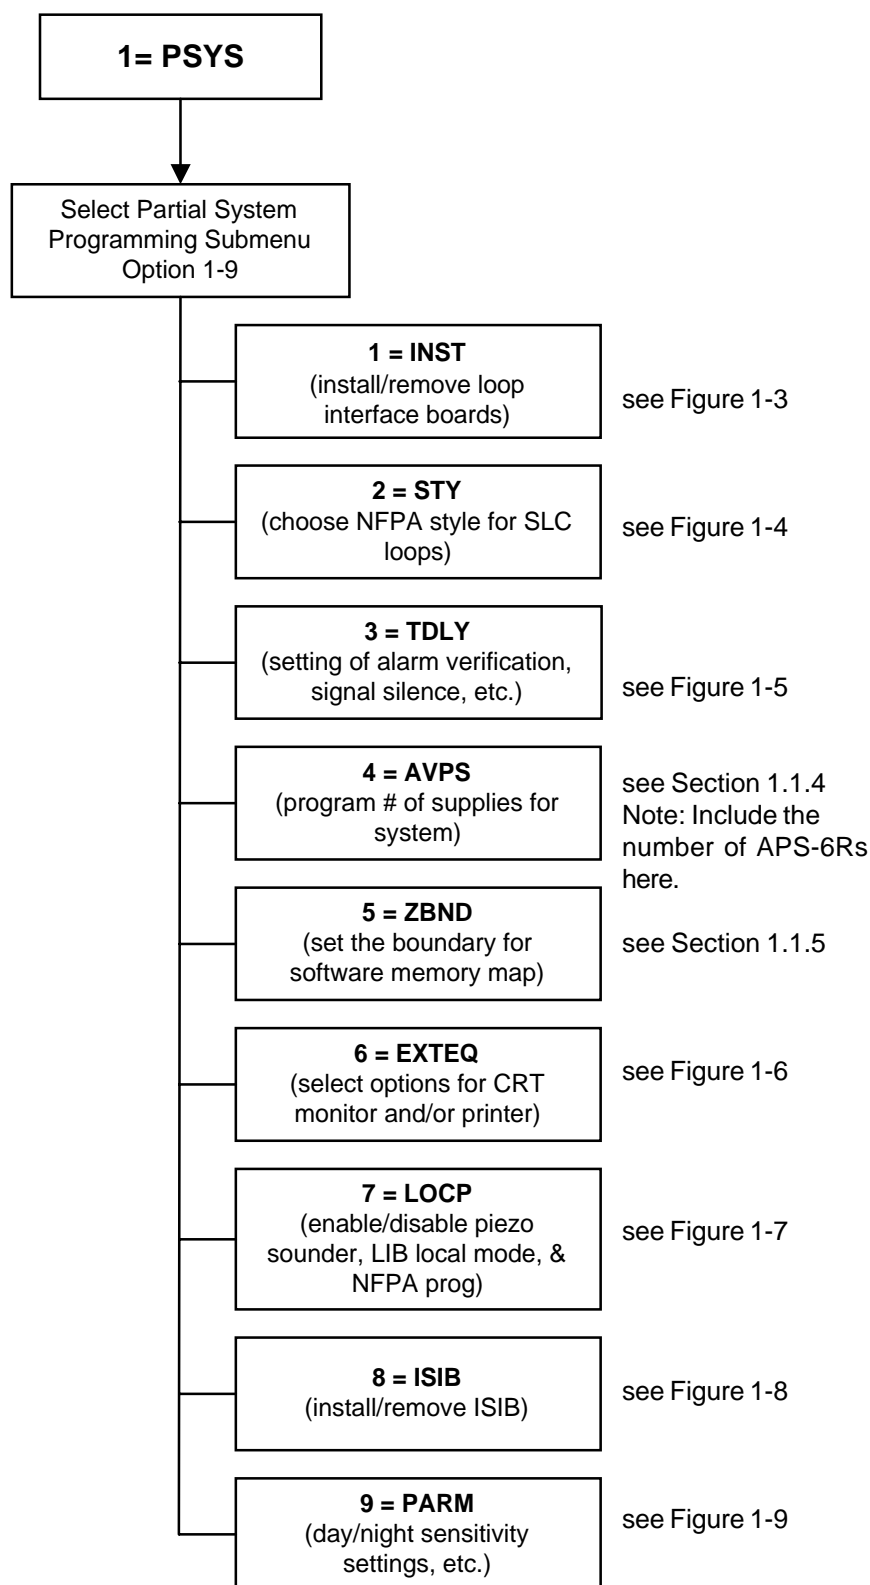 1= PSYS
Select Partial System
Programming Submenu
Option 1-9
1 = INST
(install/remove loop
interface boards)
see Figure 1-3
2 = STY
(choose NFPA style for SLC
loops)
see Figure 1-4
3 = TDLY
(setting of alarm verification,
signal silence, etc.)
see Figure 1-5
4 = AVPS
(program # of supplies for
system)
see Section 1.1.4
Note: Include the
number of APS-6Rs
here.
5 = ZBND
(set the boundary for
software memory map)
see Section 1.1.5
6 = EXTEQ
(select options for CRT
monitor and/or printer)
see Figure 1-6
7 = LOCP
(enable/disable piezo
sounder, LIB local mode, &
NFPA prog)
see Figure 1-7
8 = ISIB
(install/remove ISIB)
see Figure 1-8
9 = PARM
(day/night sensitivity
settings, etc.)
see Figure 1-9